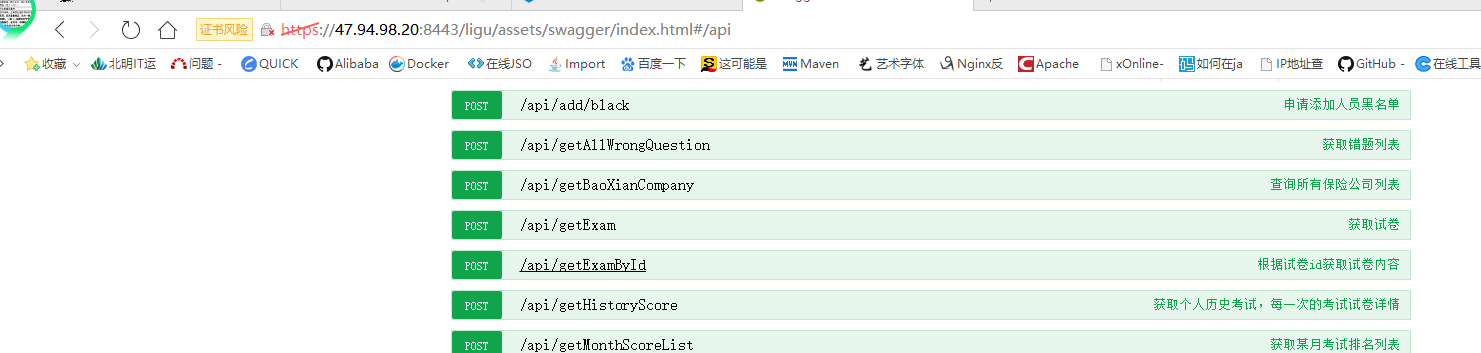 证书风险 https://47.94.98.20:8443/ligu/assets/swagger/index.html#/api
收藏 北明IT运 问题 - QUICK Alibaba Docker 在线JSO Import 百度一下 这可能是 Maven 艺术字体 Nginx反 Apache xOnline- 如何在ja IP地址查 GitHub - 在线工具
POST /api/add/black 申请添加人员黑名单
POST /api/getAllWrongQuestion 获取错题列表
POST /api/getBaoXianCompany 查询所有保险公司列表
POST /api/getExam 获取试卷
POST /api/getExamById 根据试卷id获取试卷内容
POST /api/getHistoryScore 获取个人历史考试，每一次的考试试卷详情
POST /api/getMonthScoreList 获取某月考试排名列表